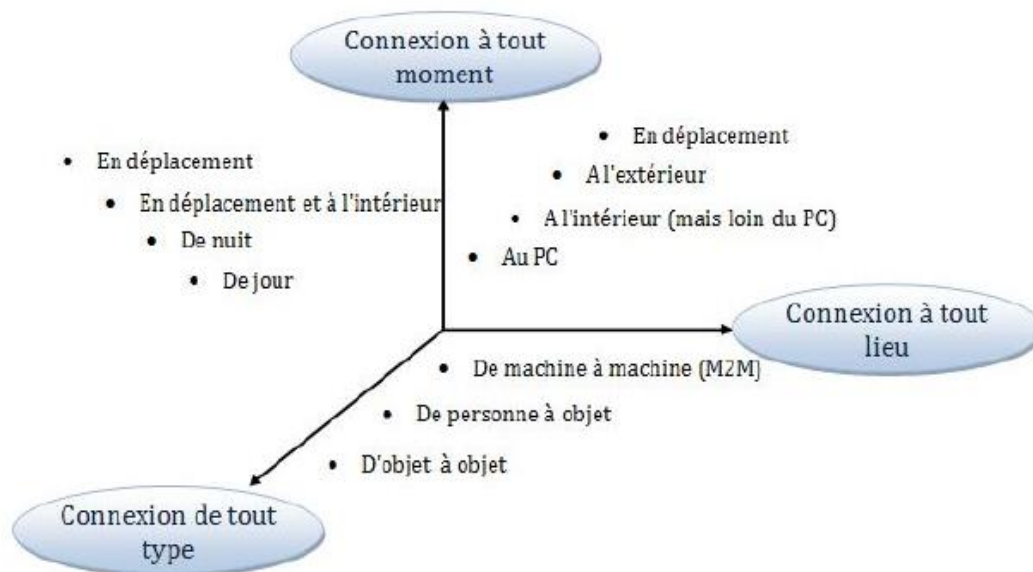 Connexion à tout
moment
• En déplacement
• En déplacement et à l'intérieur
• De nuit
• De jour
• En déplacement
• A l'extérieur
• A l'intérieur (mais loin du PC)
• Au PC
Connexion à tout
lieu
• De machine à machine (M2M)
• De personne à objet
• D'objet à objet
Connexion de tout
type